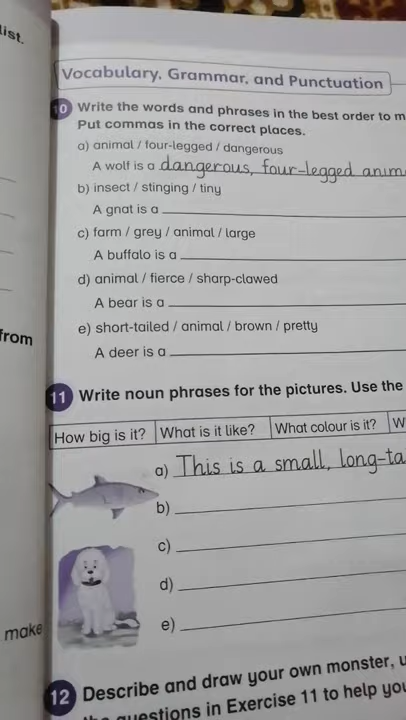 list.
Vocabulary, Grammar, and Punctuation
10 Write the words and phrases in the best order to m
Put commas in the correct places.
a) animal / four-legged / dangerous
A wolf is a dangerous, four-legged anim
b) insect / stinging / tiny
A gnat is a
c) farm / grey / animal / large
A buffalo is a
d) animal / fierce / sharp-clawed
A bear is a
e) short-tailed / animal / brown / pretty
A deer is a
from
11 Write noun phrases for the pictures. Use the
How big is it? What is it like? What colour is it? W
a) This is a small, long-ta
b)
c)
d)
e)
make
12 Describe and draw your own monster, u
the questions in Exercise 11 to help you